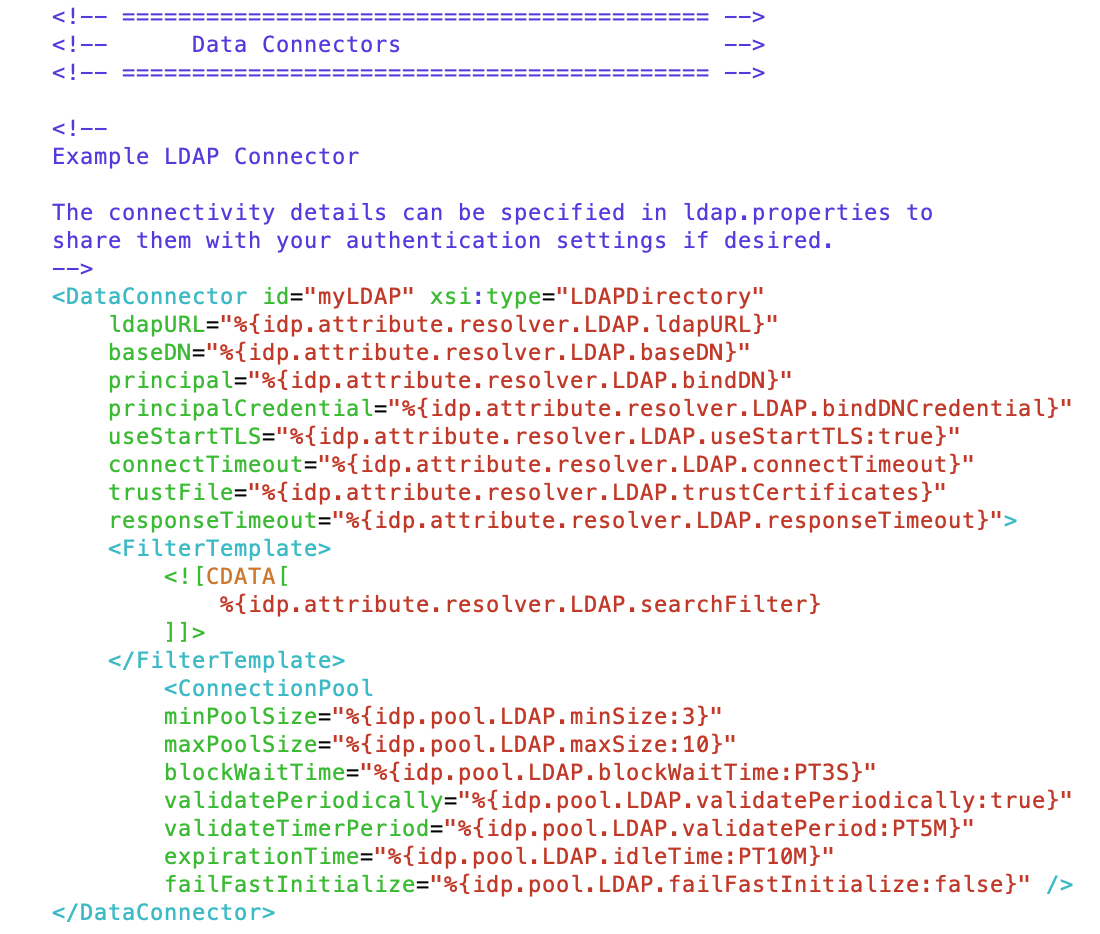 <!-- ========================================== -->
<!--      Data Connectors                       -->
<!-- ========================================== -->
<!--
Example LDAP Connector
The connectivity details can be specified in ldap.properties to
share them with your authentication settings if desired.
-->
<DataConnector id="myLDAP" xsi:type="LDAPDirectory"
    ldapURL="%{idp.attribute.resolver.LDAP.ldapURL}"
    baseDN="%{idp.attribute.resolver.LDAP.baseDN}"
    principal="%{idp.attribute.resolver.LDAP.bindDN}"
    principalCredential="%{idp.attribute.resolver.LDAP.bindDNCredential}"
    useStartTLS="%{idp.attribute.resolver.LDAP.useStartTLS:true}"
    connectTimeout="%{idp.attribute.resolver.LDAP.connectTimeout}"
    trustFile="%{idp.attribute.resolver.LDAP.trustCertificates}"
    responseTimeout="%{idp.attribute.resolver.LDAP.responseTimeout}">
    <FilterTemplate>
        <![CDATA[
            %{idp.attribute.resolver.LDAP.searchFilter}
        ]]>
    </FilterTemplate>
        <ConnectionPool
        minPoolSize="%{idp.pool.LDAP.minSize:3}"
        maxPoolSize="%{idp.pool.LDAP.maxSize:10}"
        blockWaitTime="%{idp.pool.LDAP.blockWaitTime:PT3S}"
        validatePeriodically="%{idp.pool.LDAP.validatePeriodically:true}"
        validateTimerPeriod="%{idp.pool.LDAP.validatePeriod:PT5M}"
        expirationTime="%{idp.pool.LDAP.idleTime:PT10M}"
        failFastInitialize="%{idp.pool.LDAP.failFastInitialize:false}" />
</DataConnector>